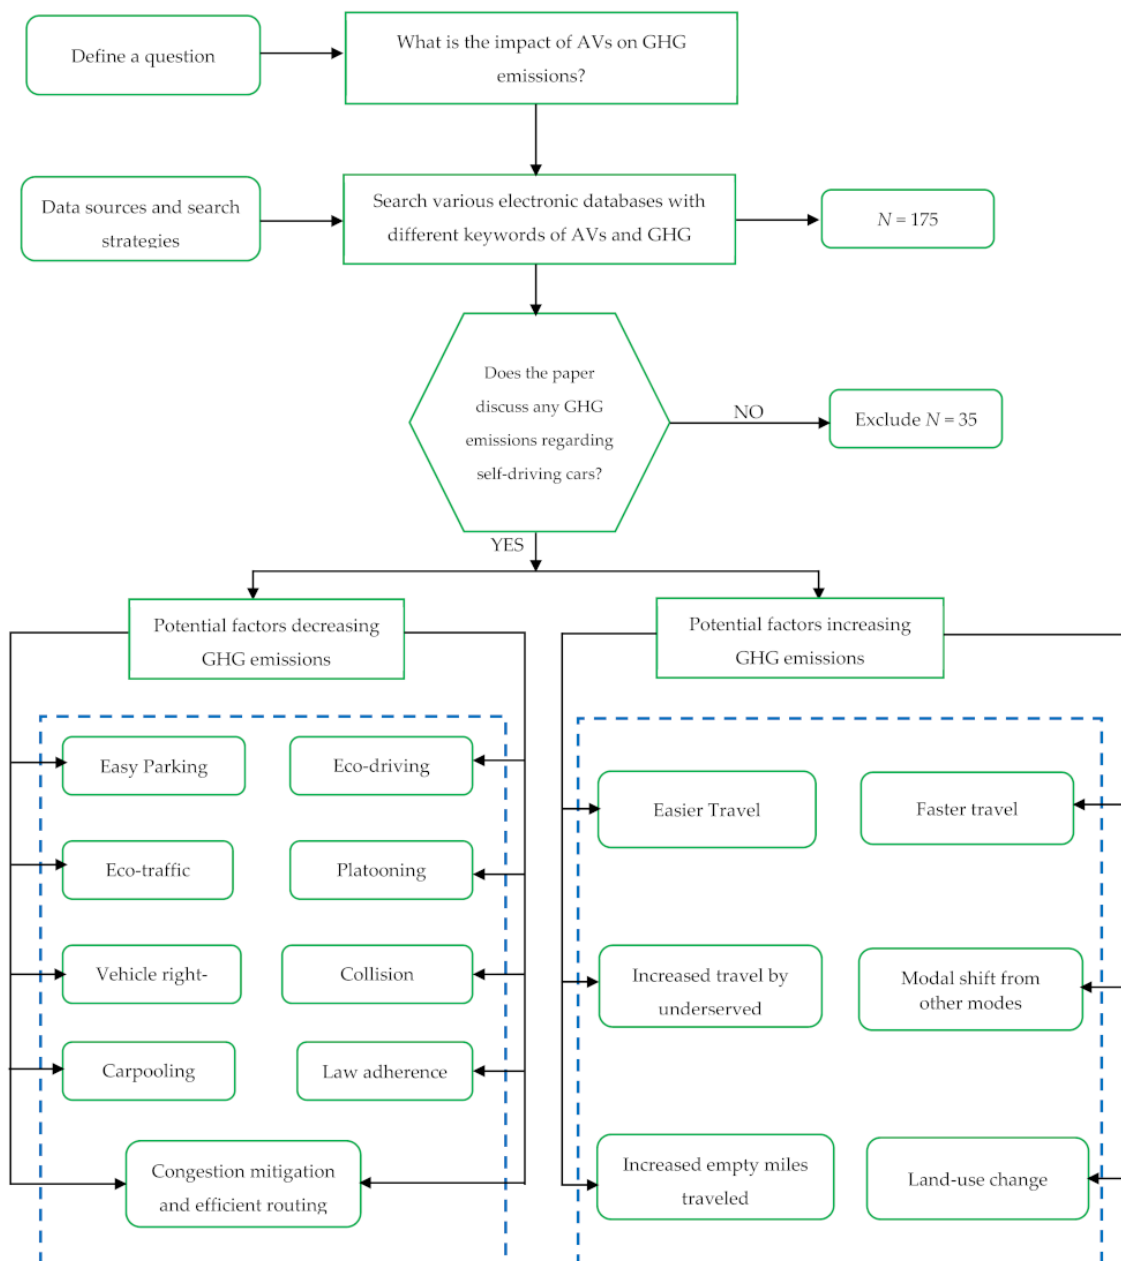 Define a question
What is the impact of AVs on GHG
emissions?
Data sources and search
strategies
Search various electronic databases with
different keywords of AVs and GHG
N = 175
Does the paper
discuss any GHG
emissions regarding
self-driving cars?
NO
Exclude N = 35
YES
Potential factors decreasing
GHG emissions
Potential factors increasing
GHG emissions
Easy Parking
Eco-driving
Eco-traffic
Platooning
Vehicle right-
Collision
Carpooling
Law adherence
Congestion mitigation
and efficient routing
Easier Travel
Faster travel
Increased travel by
underserved
Modal shift from
other modes
Increased empty miles
traveled
Land-use change